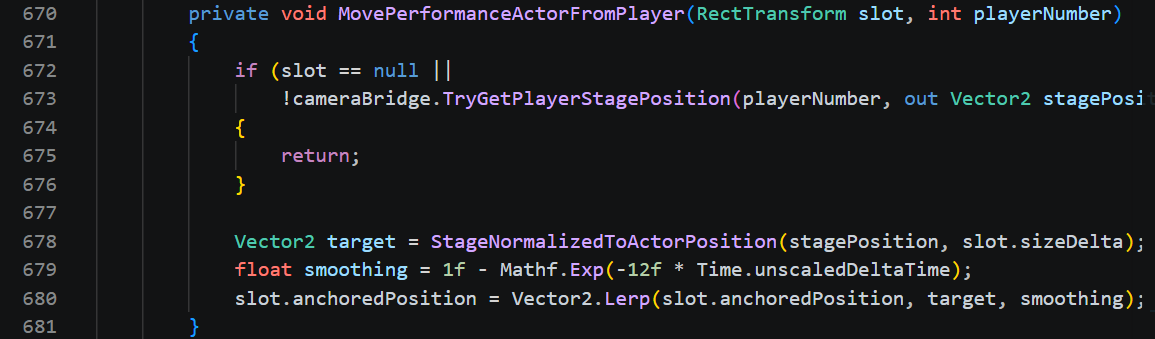 670 private void MovePerformanceActorFromPlayer(RectTransform slot, int playerNumber)
671 {
672 if (slot == null ||
673 !cameraBridge.TryGetPlayerStagePosition(playerNumber, out Vector2 stagePosit
674 {
675 return;
676 }
677
678 Vector2 target = StageNormalizedToActorPosition(stagePosition, slot.sizeDelta);
679 float smoothing = 1f - Mathf.Exp(-12f * Time.unscaledDeltaTime);
680 slot.anchoredPosition = Vector2.Lerp(slot.anchoredPosition, target, smoothing);
681 }